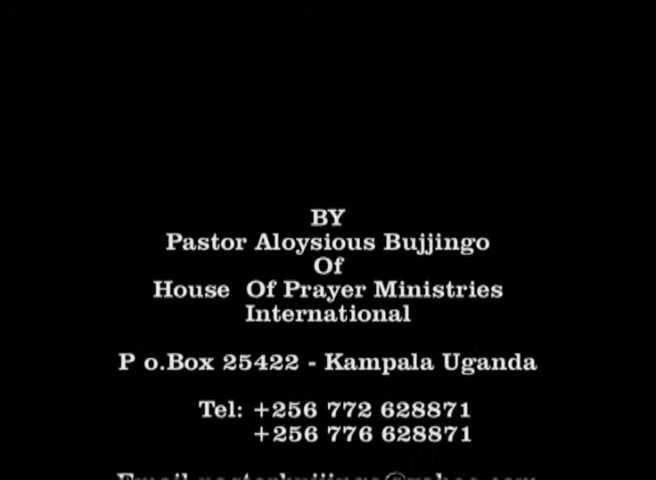 BY
Pastor Aloysious Bujjingo
Of
House Of Prayer Ministries
International
P o.Box 25422 - Kampala Uganda
Tel: +256 772 628871
+256 776 628871